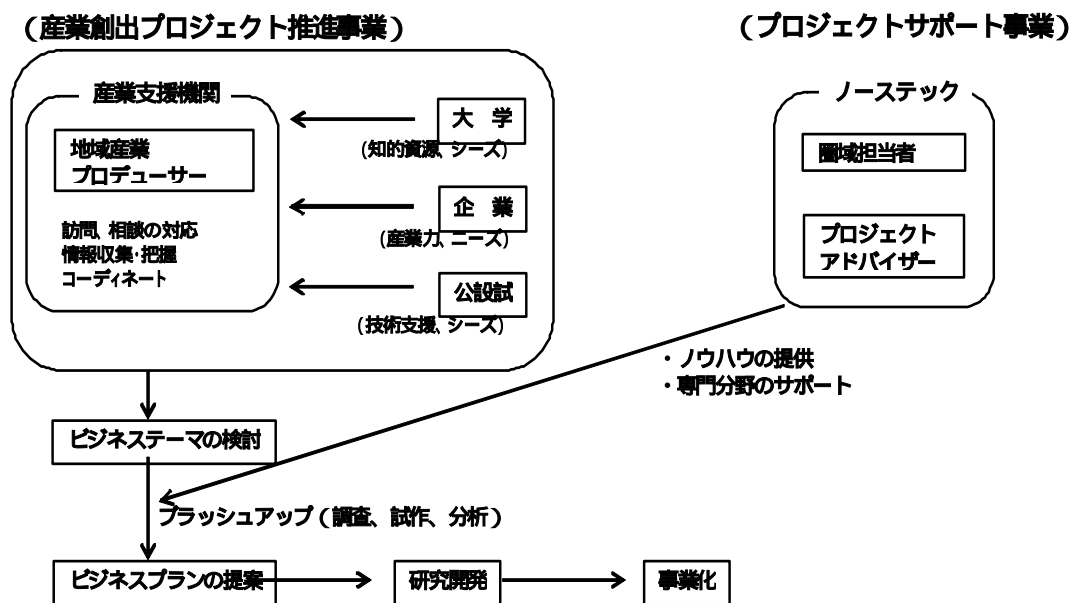 （産業創出プロジェクト推進事業）
（プロジェクトサポート事業）
産業支援機関
地域産業
プロデューサー
訪問、相談の対応
情報収集・把握
コーディネート
大　学
(知的資源、シーズ)
企　業
(産業力、ニーズ)
公設試
(技術支援、シーズ)
ノーステック
圏域担当者
プロジェクト
アドバイザー
・ノウハウの提供
・専門分野のサポート
ビジネステーマの検討
ブラッシュアップ（調査、試作、分析）
ビジネスプランの提案
研究開発
事業化